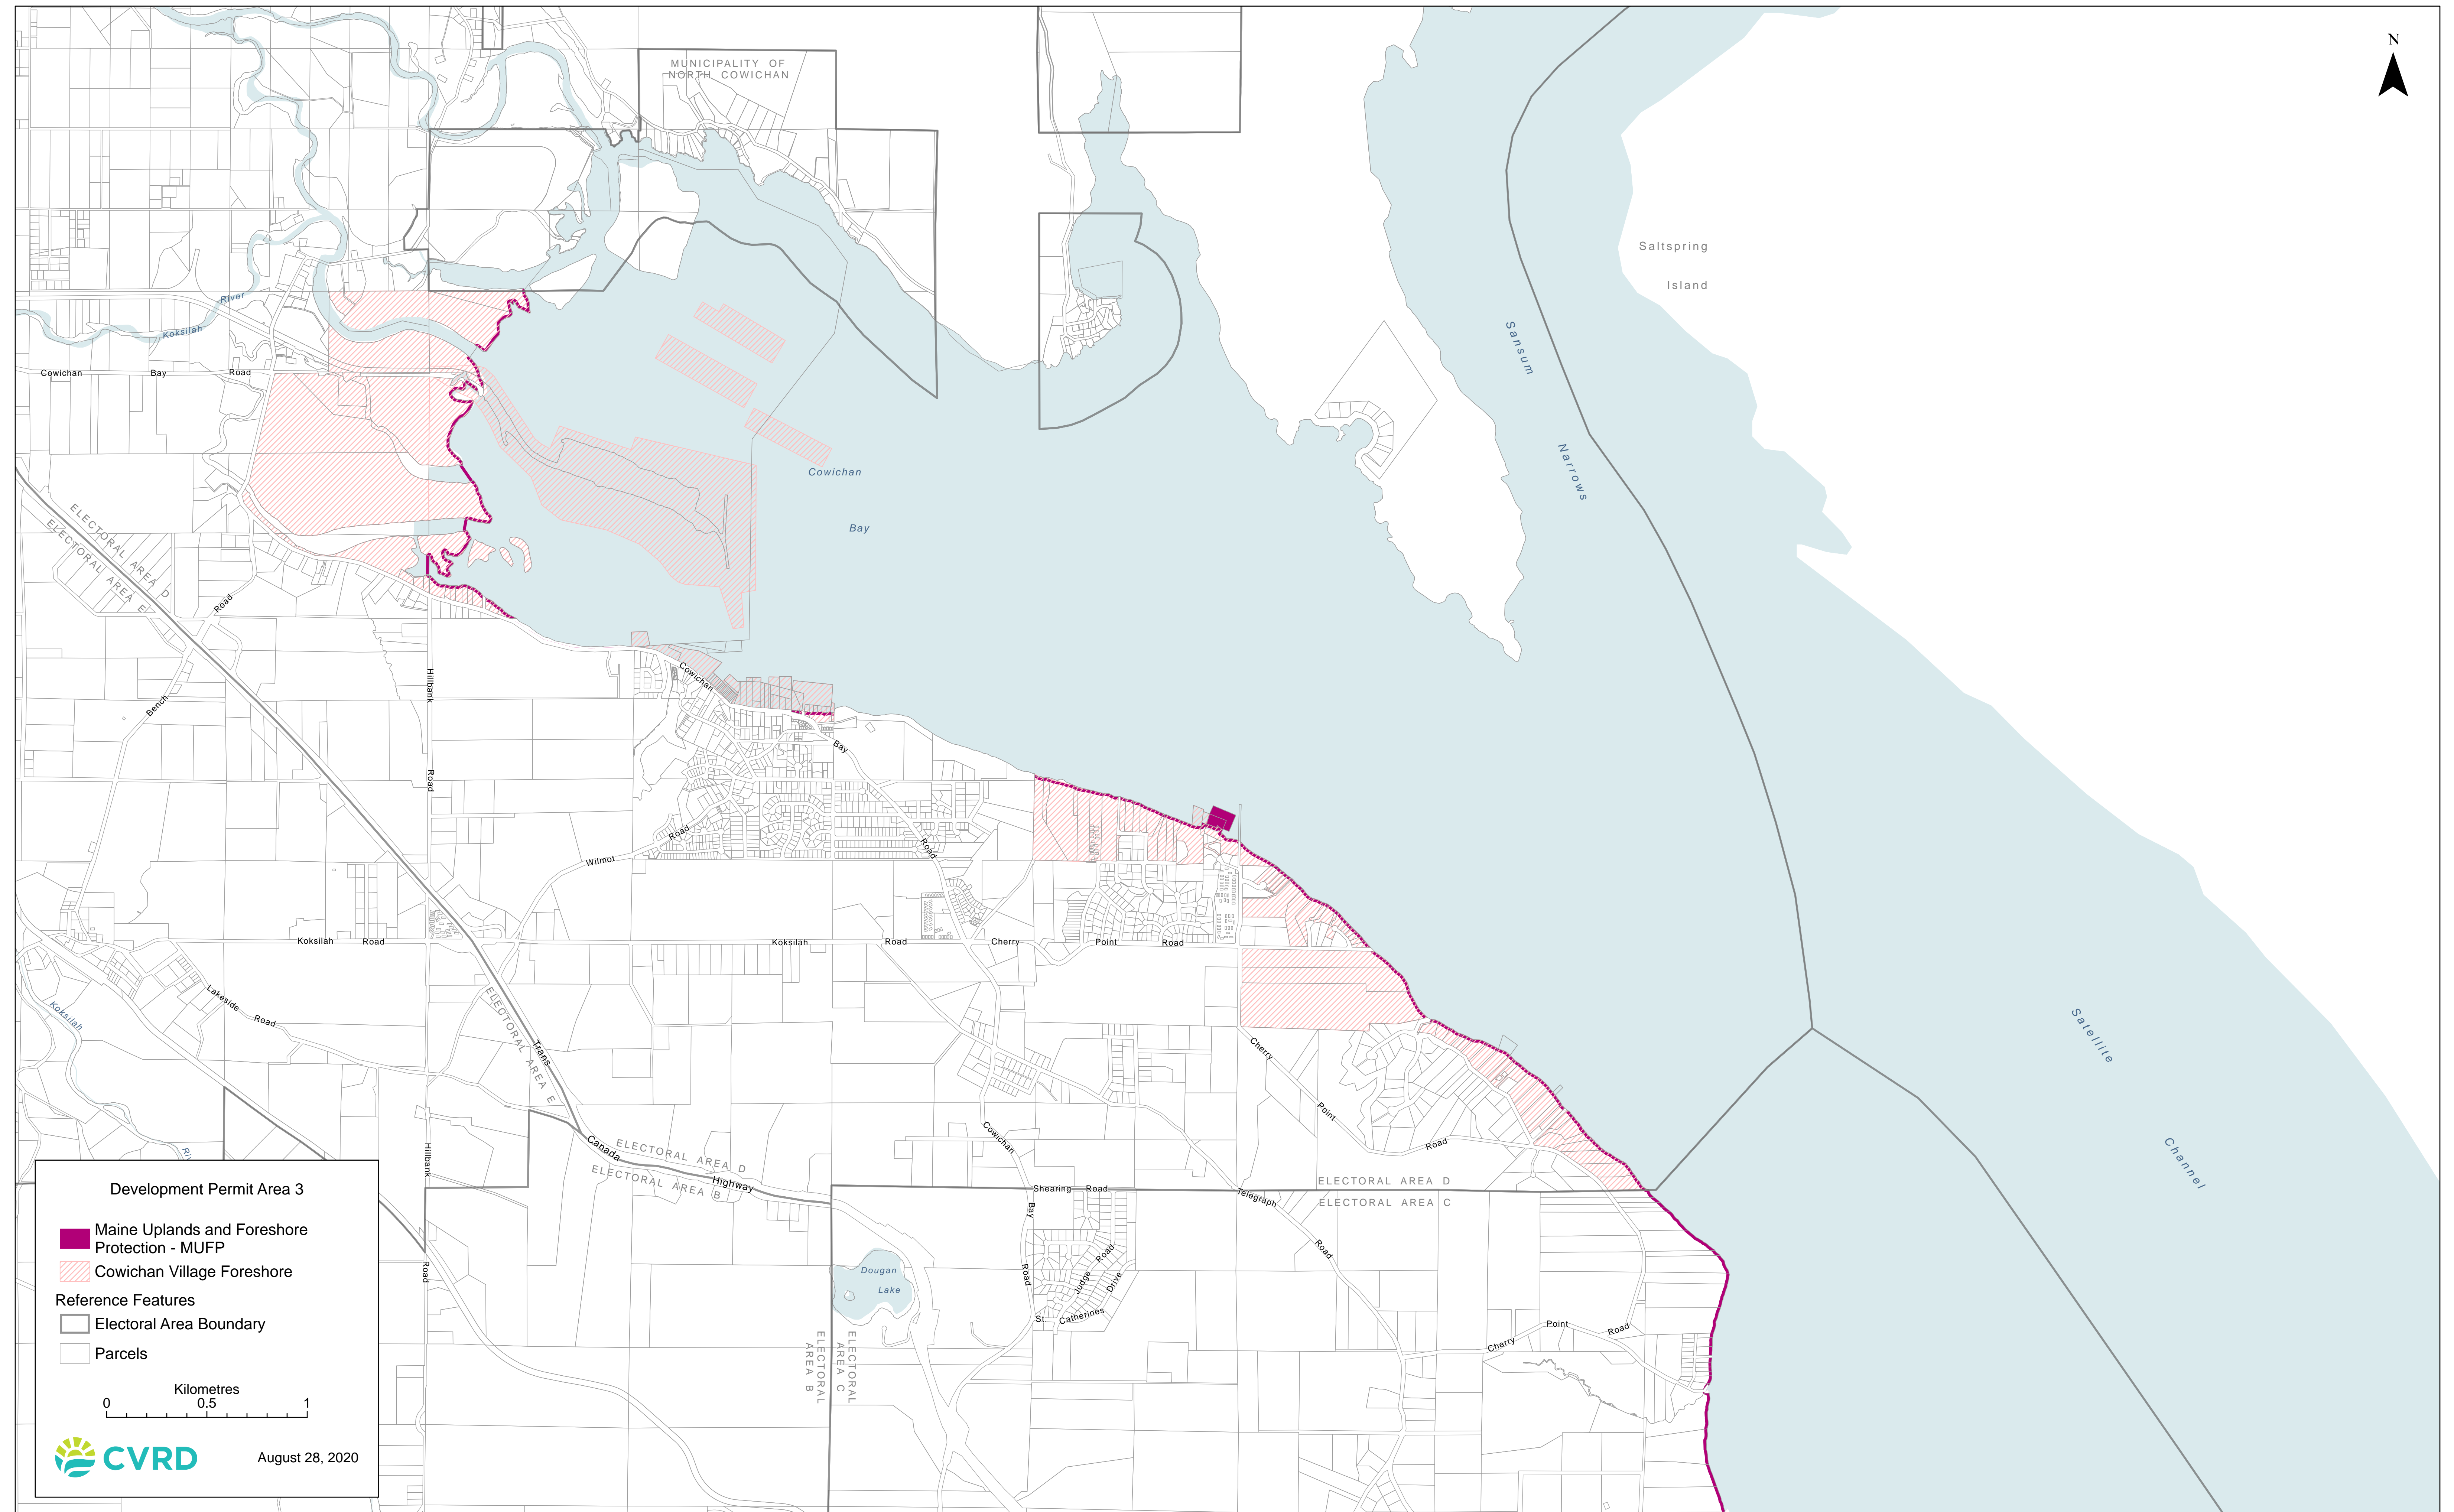 N
MUNICIPALITY OF
NORTH COWICHAN
Saltspring
Island
River
Koksilah
Sansum
Narrows
Cowichan Bay Road
Cowichan
Bay
ELECTORAL AREA D
ELECTORAL AREA E
Road
Bench
Hillbank
Road
Cowichan
Bay
Road
Wilmot
Road
Koksilah Road
Koksilah Road
Cherry Point Road
Lakeside
Road
Koksilah
Riv
ELECTORAL AREA E
Trans
Canada
Highway
ELECTORAL AREA D
ELECTORAL AREA B
Hillbank
Road
Cherry
Point
Road
Cowichan
Bay
Road
Shearing Road
Telegraph
Road
ELECTORAL AREA D
ELECTORAL AREA C
Satellite
Channel
Judge
Road
St.
Catherines
Drive
Dougan
Lake
ELECTORAL
AREA B
ELECTORAL
AREA C
Cherry
Point
Road
Development Permit Area 3
Maine Uplands and Foreshore
Protection - MUFP
Cowichan Village Foreshore
Reference Features
Electoral Area Boundary
Parcels
Kilometres
0 0.5 1
CVRD
August 28, 2020